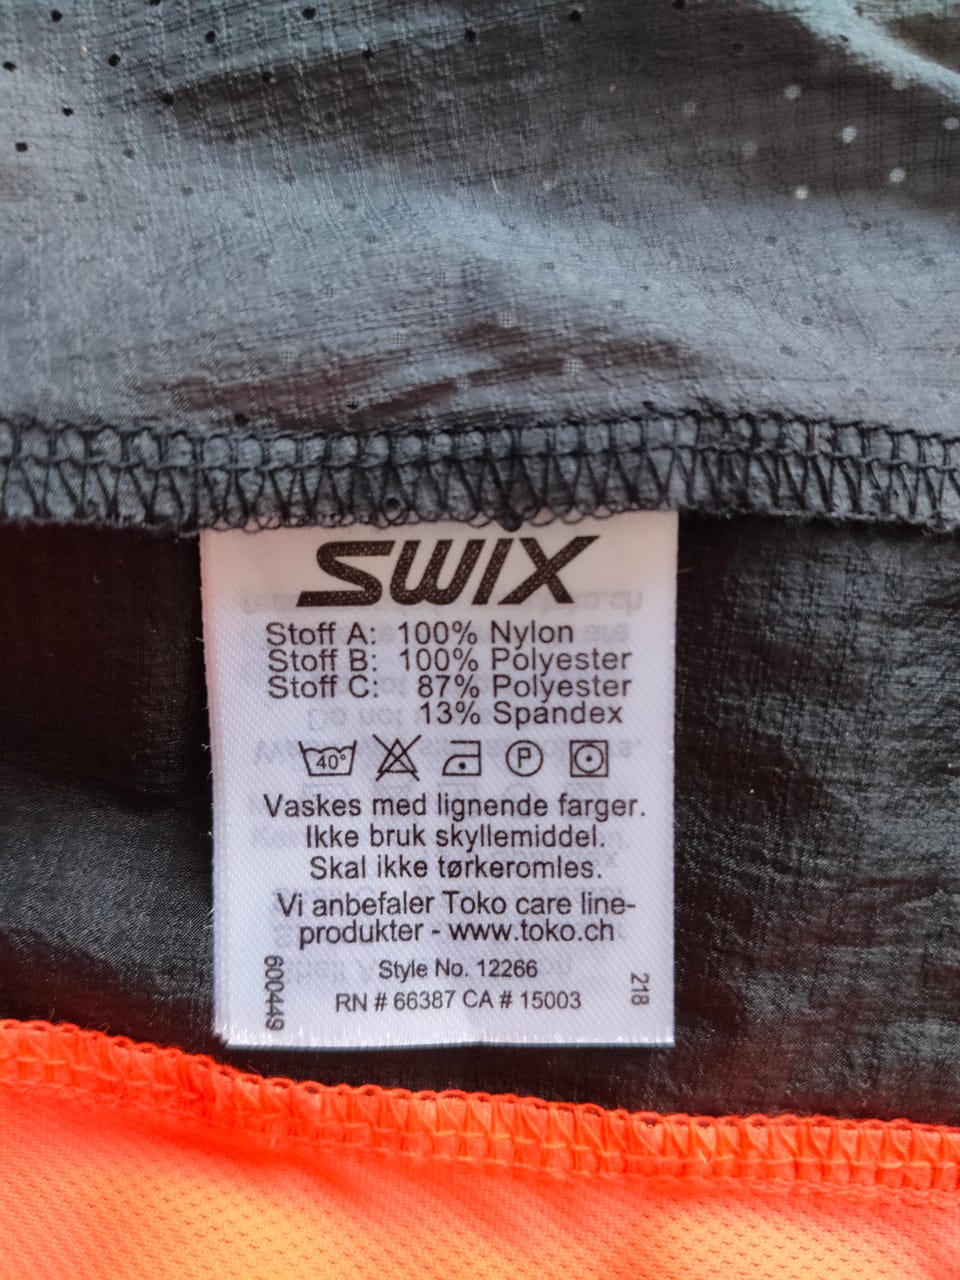 SWIX
Stoff A: 100% Nylon
Stoff B: 100% Polyester
Stoff C: 87% Polyester
13% Spandex
40°
P
Vaskes med lignende farger.
Ikke bruk skyllemiddel.
Skal ikke tørkeromles.
Vi anbefaler Toko care line-
produkter - www.toko.ch
Style No. 12266
RN # 66387 CA # 15003
600449
218